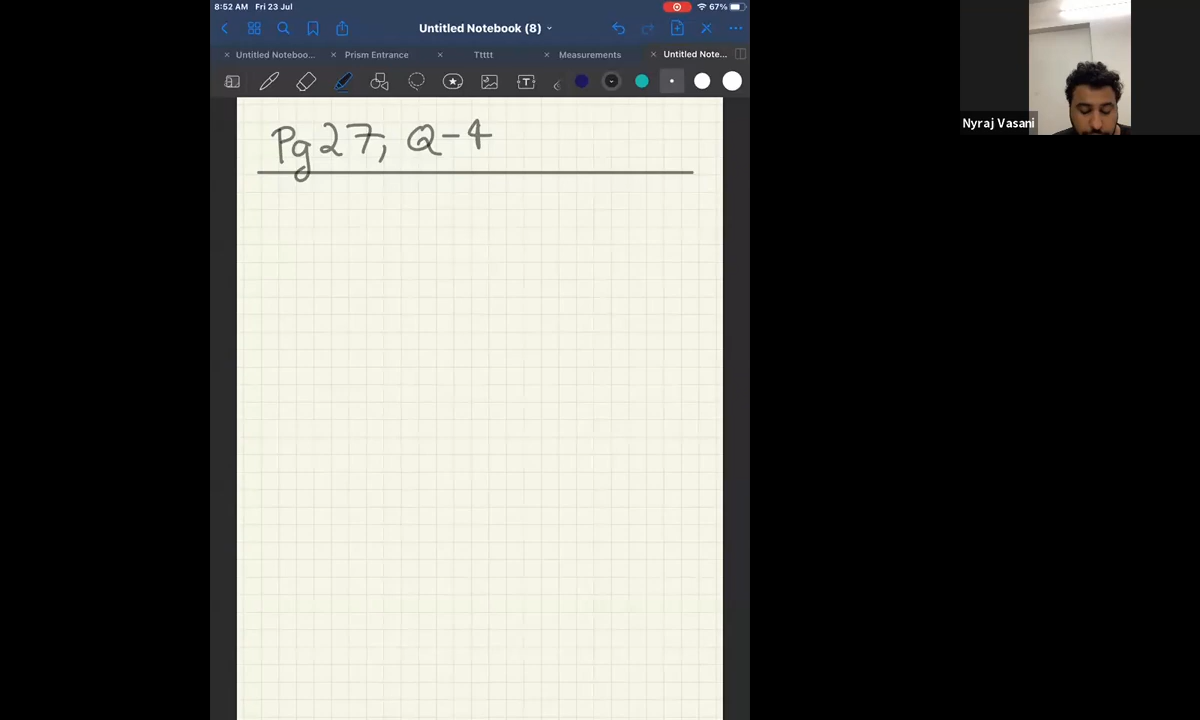 8:52 AM Fri 23 Jul 67%
Untitled Notebook (8)
Untitled Noteboo... Prism Entrance Ttttt Measurements Untitled Note...
Pg 27, Q-4
Nyraj Vasani